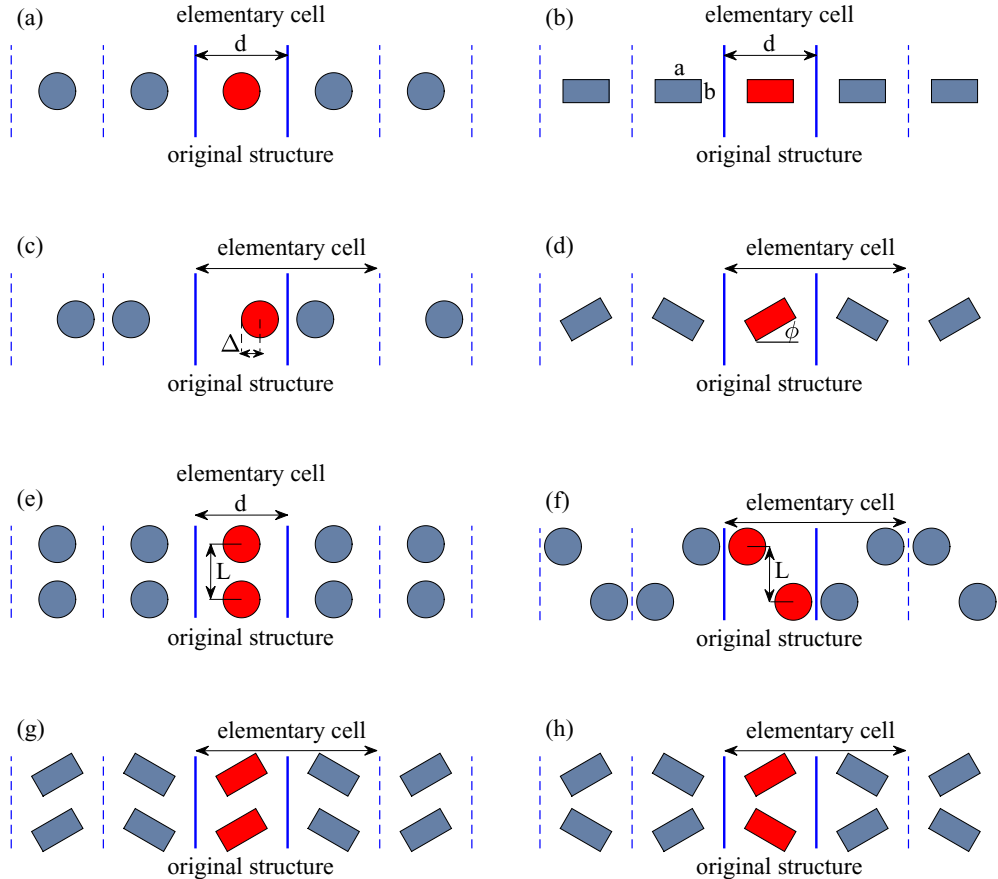 (a)
elementary cell
d
original structure
(b)
elementary cell
d
a
b
original structure
(c)
elementary cell
Δ
original structure
(d)
elementary cell
ϕ
original structure
(e)
elementary cell
d
L
original structure
(f)
elementary cell
L
original structure
(g)
elementary cell
original structure
(h)
elementary cell
original structure